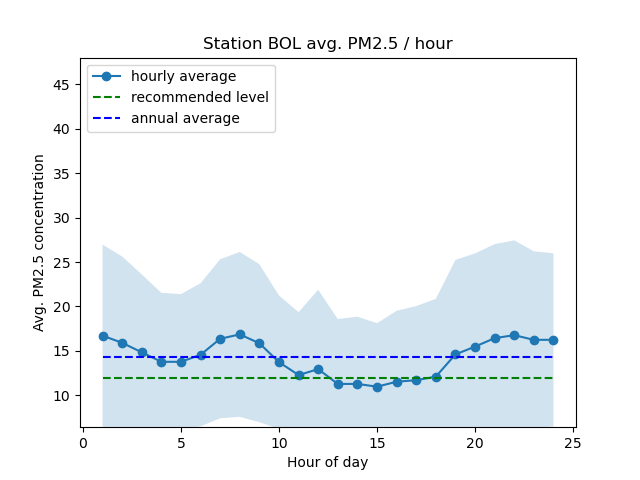 Station BOL avg. PM2.5 / hour
hourly average
recommended level
annual average
Avg. PM2.5 concentration
45
40
35
30
25
20
15
10
0 5 10 15 20 25
Hour of day